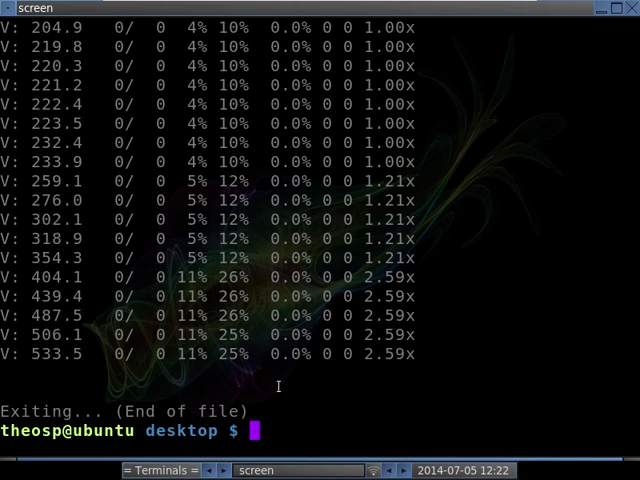 screen
V: 204.9   0/  0  4% 10%  0.0% 0 0 1.00x
V: 219.8   0/  0  4% 10%  0.0% 0 0 1.00x
V: 220.3   0/  0  4% 10%  0.0% 0 0 1.00x
V: 221.2   0/  0  4% 10%  0.0% 0 0 1.00x
V: 222.4   0/  0  4% 10%  0.0% 0 0 1.00x
V: 223.5   0/  0  4% 10%  0.0% 0 0 1.00x
V: 232.4   0/  0  4% 10%  0.0% 0 0 1.00x
V: 233.9   0/  0  4% 10%  0.0% 0 0 1.00x
V: 259.1   0/  0  5% 12%  0.0% 0 0 1.21x
V: 276.0   0/  0  5% 12%  0.0% 0 0 1.21x
V: 302.1   0/  0  5% 12%  0.0% 0 0 1.21x
V: 318.9   0/  0  5% 12%  0.0% 0 0 1.21x
V: 354.3   0/  0  5% 12%  0.0% 0 0 1.21x
V: 404.1   0/  0 11% 26%  0.0% 0 0 2.59x
V: 439.4   0/  0 11% 26%  0.0% 0 0 2.59x
V: 487.5   0/  0 11% 26%  0.0% 0 0 2.59x
V: 506.1   0/  0 11% 25%  0.0% 0 0 2.59x
V: 533.5   0/  0 11% 25%  0.0% 0 0 2.59x
Exiting... (End of file)
theosp@ubuntu desktop $
= Terminals = screen 2014-07-05 12:22